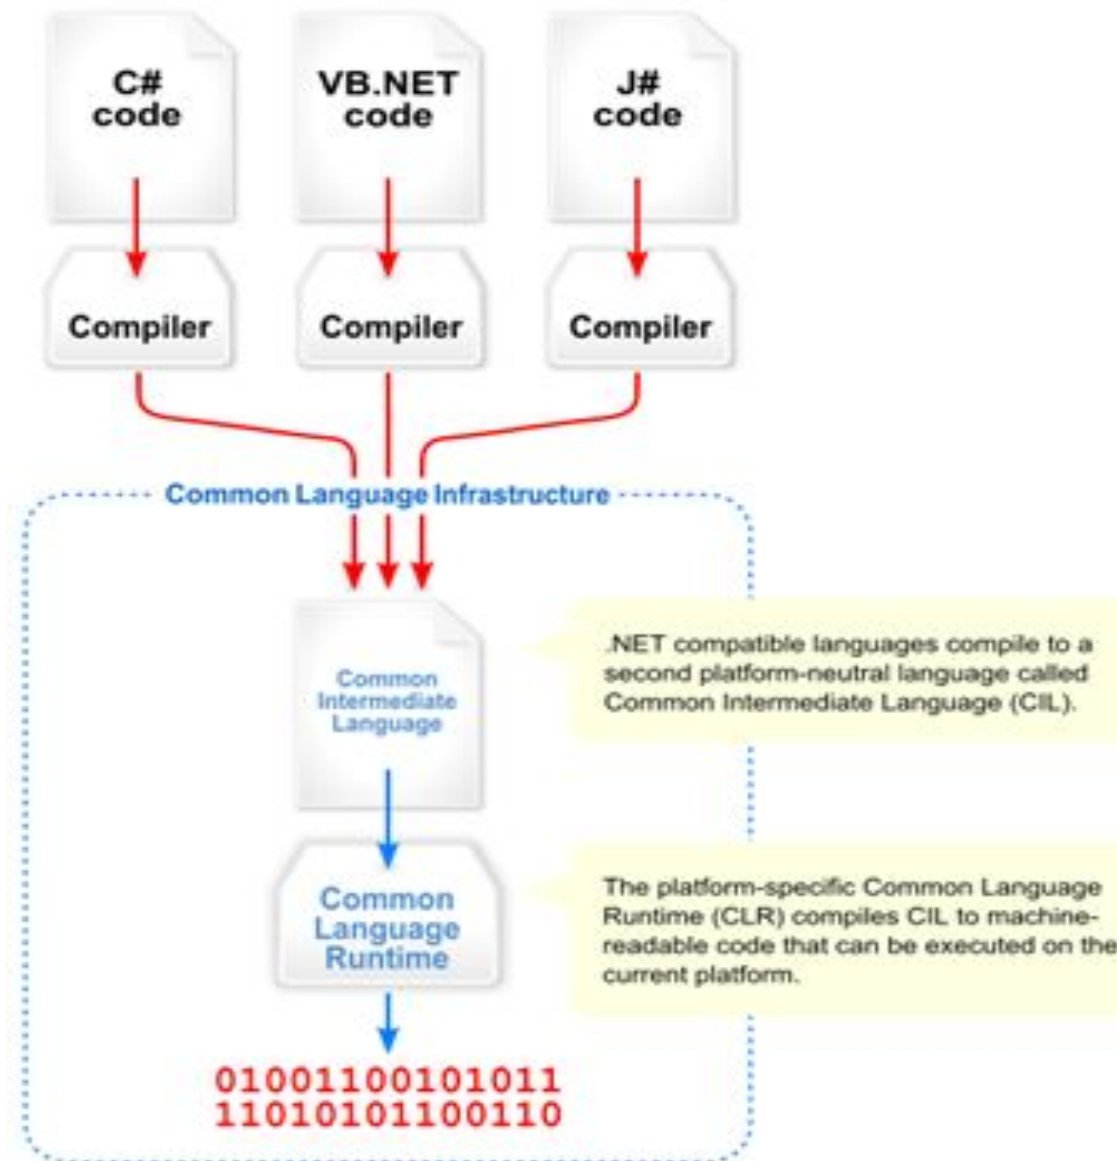 C#
code
VB.NET
code
J#
code
Compiler
Compiler
Compiler
Common Language Infrastructure
Common
Intermediate
Language
.NET compatible languages compile to a
second platform-neutral language called
Common Intermediate Language (CIL).
Common
Language
Runtime
The platform-specific Common Language
Runtime (CLR) compiles CIL to machine-
readable code that can be executed on the
current platform.
01001100101011
11010101100110